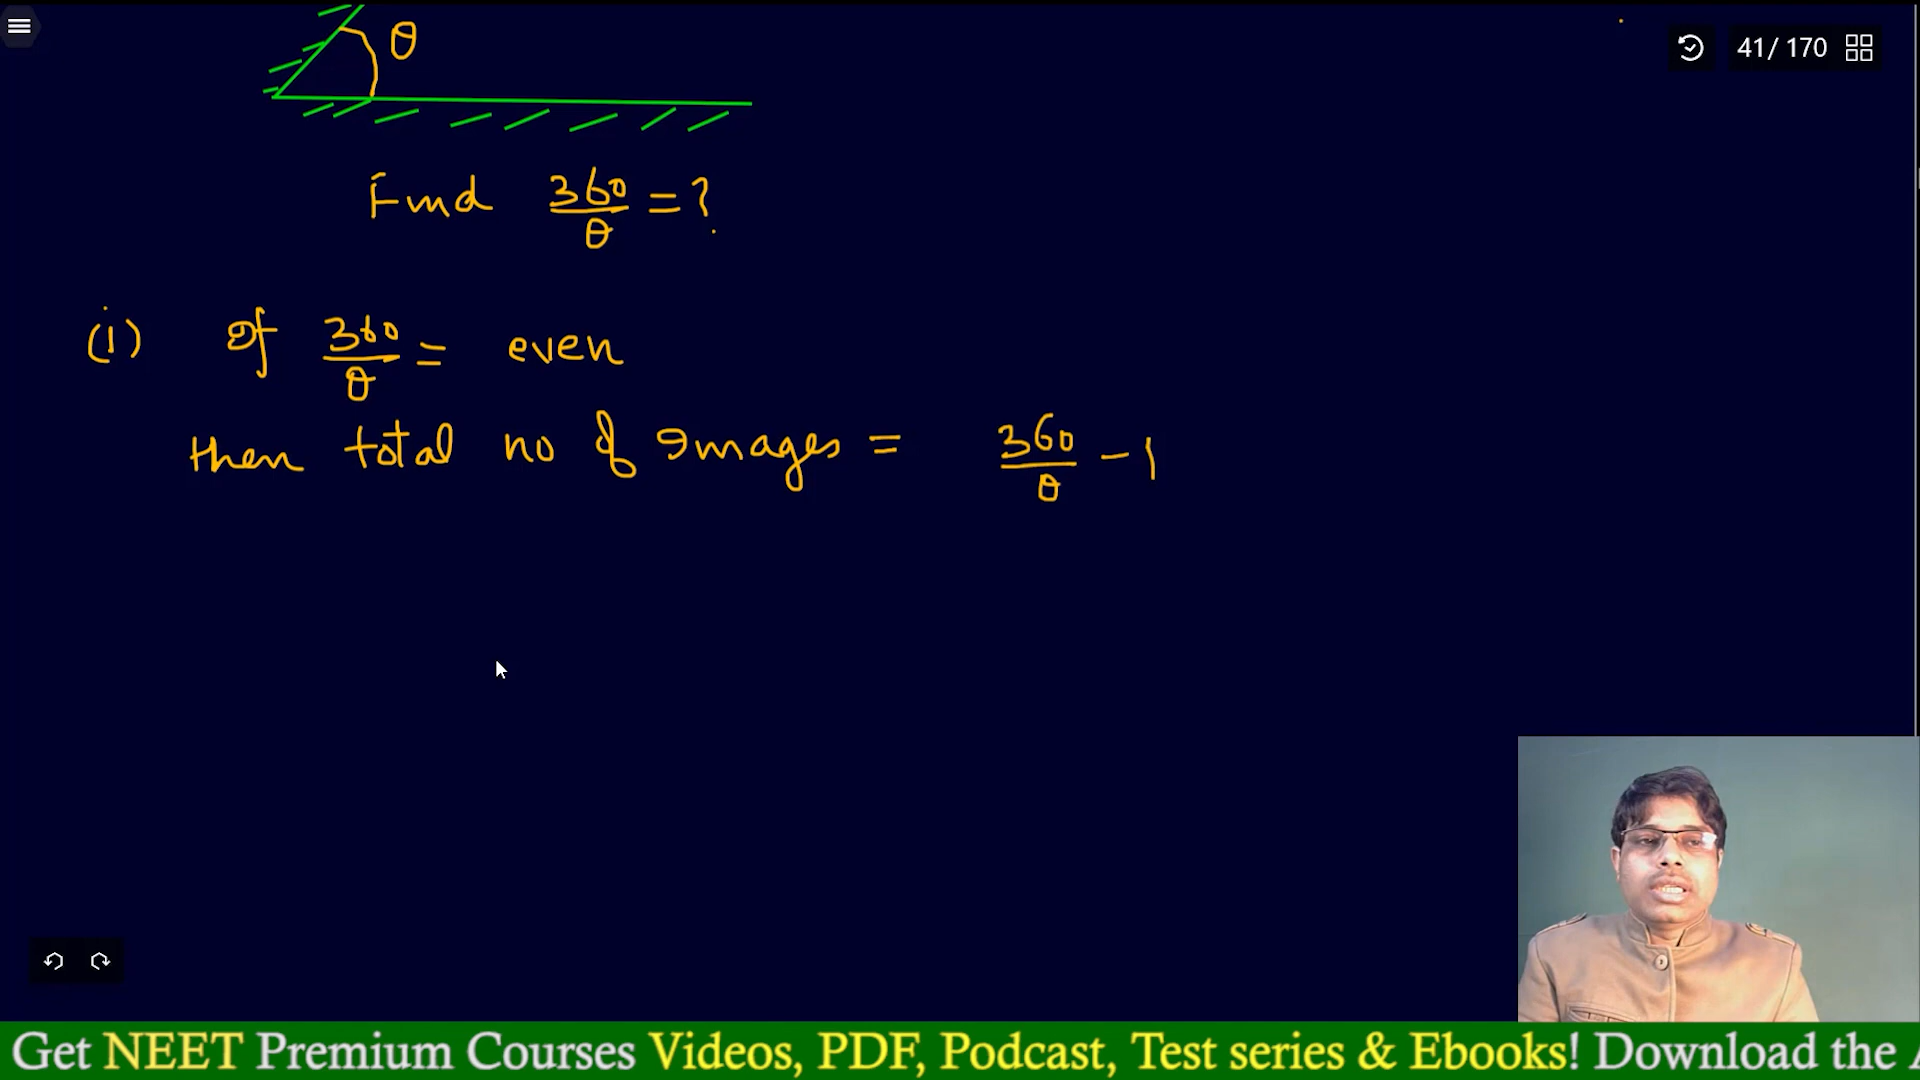 θ
41/ 170
Find 360/θ = ?
(i) If 360/θ = even
then total no of Images = 360/θ - 1
Get NEET Premium Courses Videos, PDF, Podcast, Test series & Ebooks! Download the